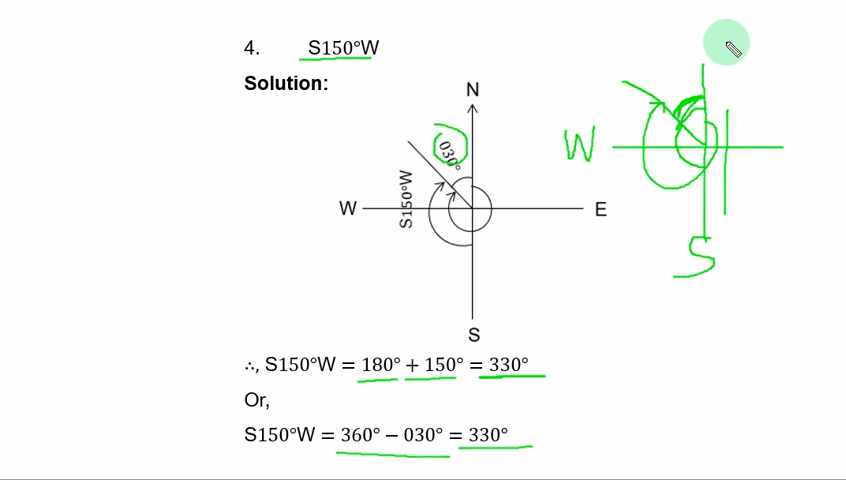 4. S150°W
Solution:
N
030°
S150°W
W
E
S
W
S
∴, S150°W = 180° + 150° = 330°
Or,
S150°W = 360° − 030° = 330°